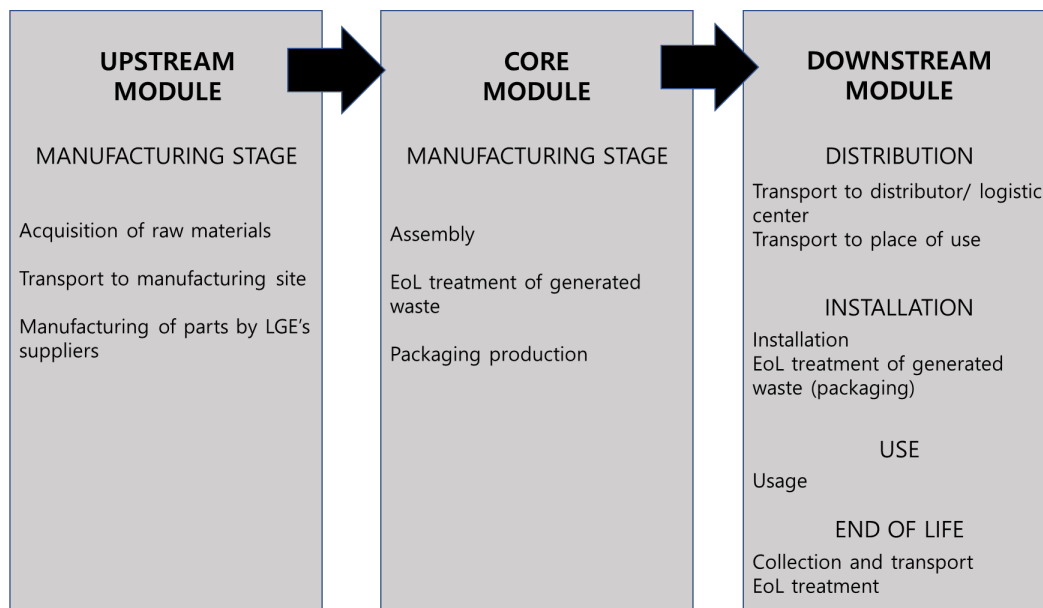 UPSTREAM
MODULE
MANUFACTURING STAGE
Acquisition of raw materials
Transport to manufacturing site
Manufacturing of parts by LGE's
suppliers
CORE
MODULE
MANUFACTURING STAGE
Assembly
EoL treatment of generated
waste
Packaging production
DOWNSTREAM
MODULE
DISTRIBUTION
Transport to distributor/ logistic
center
Transport to place of use
INSTALLATION
Installation
EoL treatment of generated
waste (packaging)
USE
Usage
END OF LIFE
Collection and transport
EoL treatment